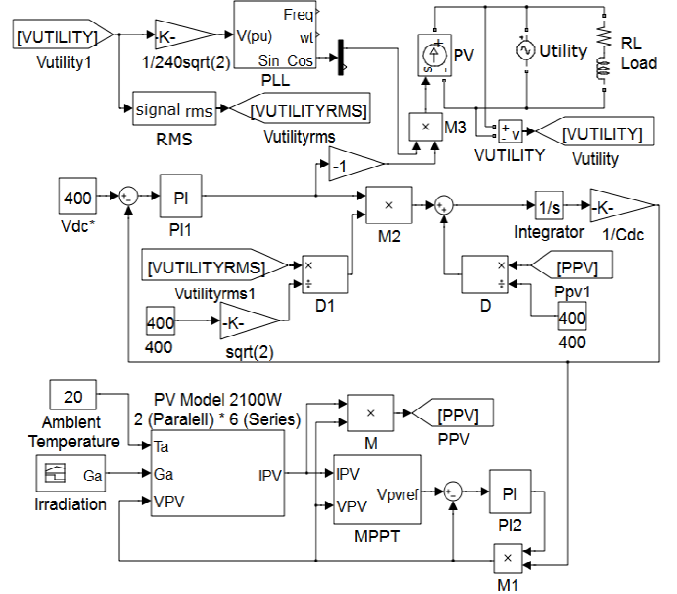 [VUTILITY]
Vutility1
-K-
1/240sqrt(2)
V(pu)
Freq
wt
Sin_Cos
PLL
signal rms
RMS
[VUTILITYRMS]
Vutilityrms
s
+
-
PV
Utility
RL
Load
×
M3
+
-
v
VUTILITY
[VUTILITY]
Vutility
-1
400
Vdc*
+
-
PI
PI1
×
M2
+
+
1/s
Integrator
-K-
1/Cdc
[VUTILITYRMS]
Vutilityrms1
×
÷
D1
400
400
-K-
sqrt(2)
×
÷
D
[PPV]
Ppv1
400
400
20
Ambient
Temperature
PV Model 2100W
2 (Paralell) * 6 (Series)
Ta
Ga
VPV
IPV
Ga
Irradiation
×
M
[PPV]
PPV
IPV
VPV
Vpvref
MPPT
+
-
PI
PI2
×
M1